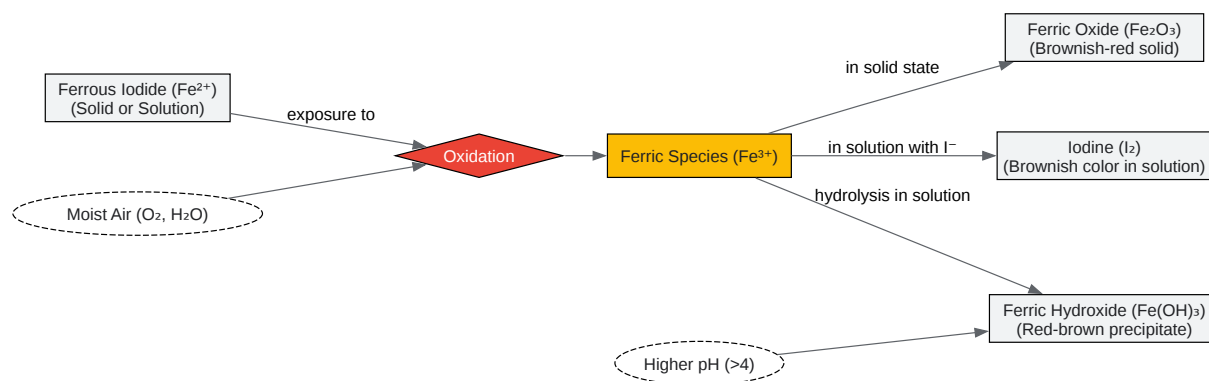 Ferric Oxide (Fe₂O₃)
(Brownish-red solid)
in solid state
Ferrous Iodide (Fe²⁺)
(Solid or Solution)
exposure to
Oxidation
Ferric Species (Fe³⁺)
in solution with I⁻
Iodine (I₂)
(Brownish color in solution)
Moist Air (O₂, H₂O)
hydrolysis in solution
Ferric Hydroxide (Fe(OH)₃)
(Red-brown precipitate)
Higher pH (>4)